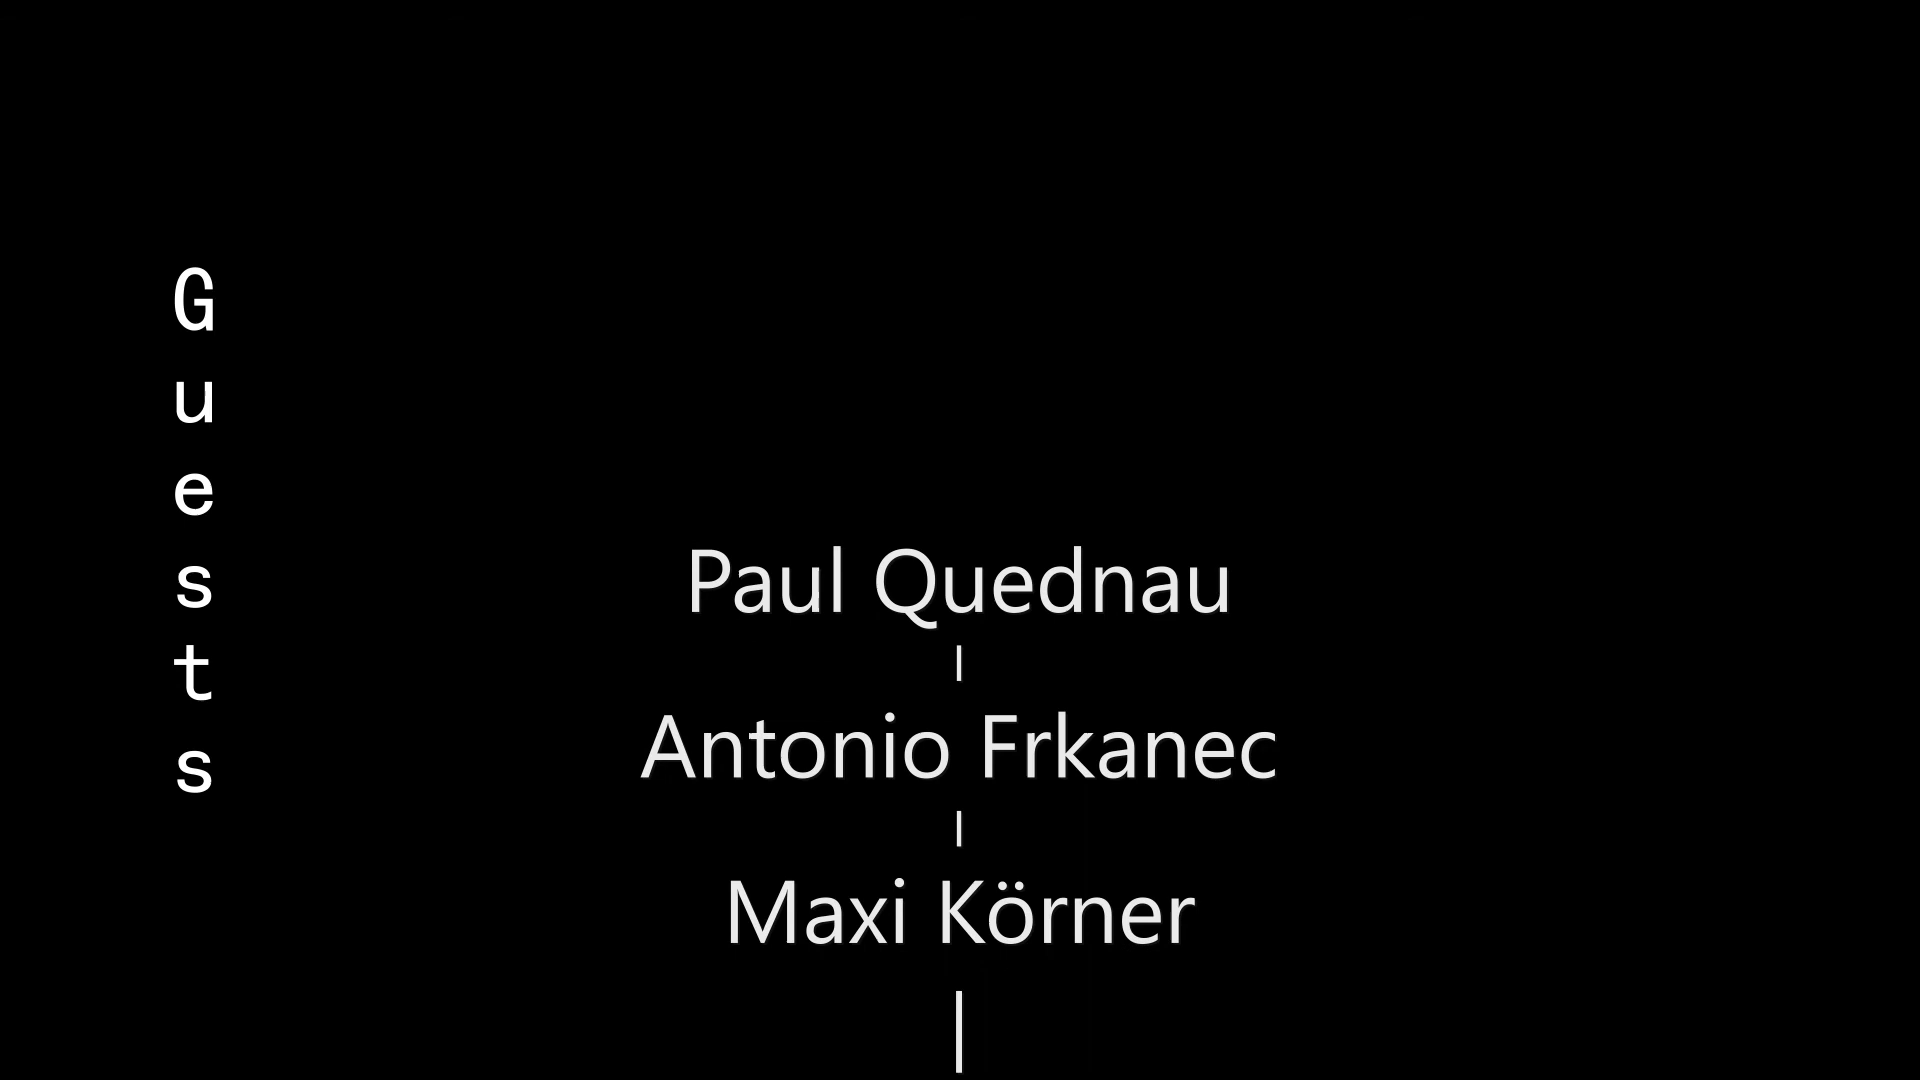 Guests
Paul Quednau
|
Antonio Frkanec
|
Maxi Körner
|